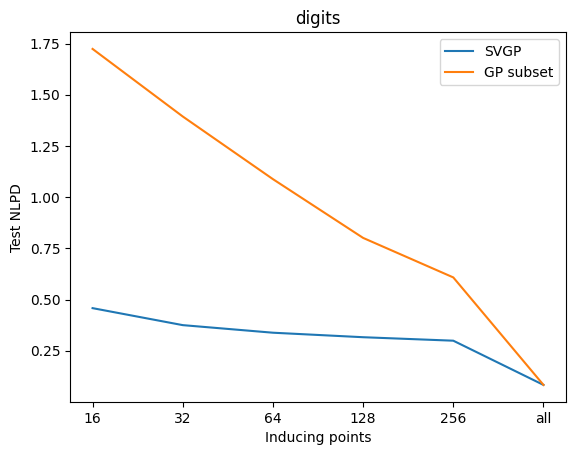 digits
SVGP
GP subset
Test NLPD
1.75
1.50
1.25
1.00
0.75
0.50
0.25
16 32 64 128 256 all
Inducing points